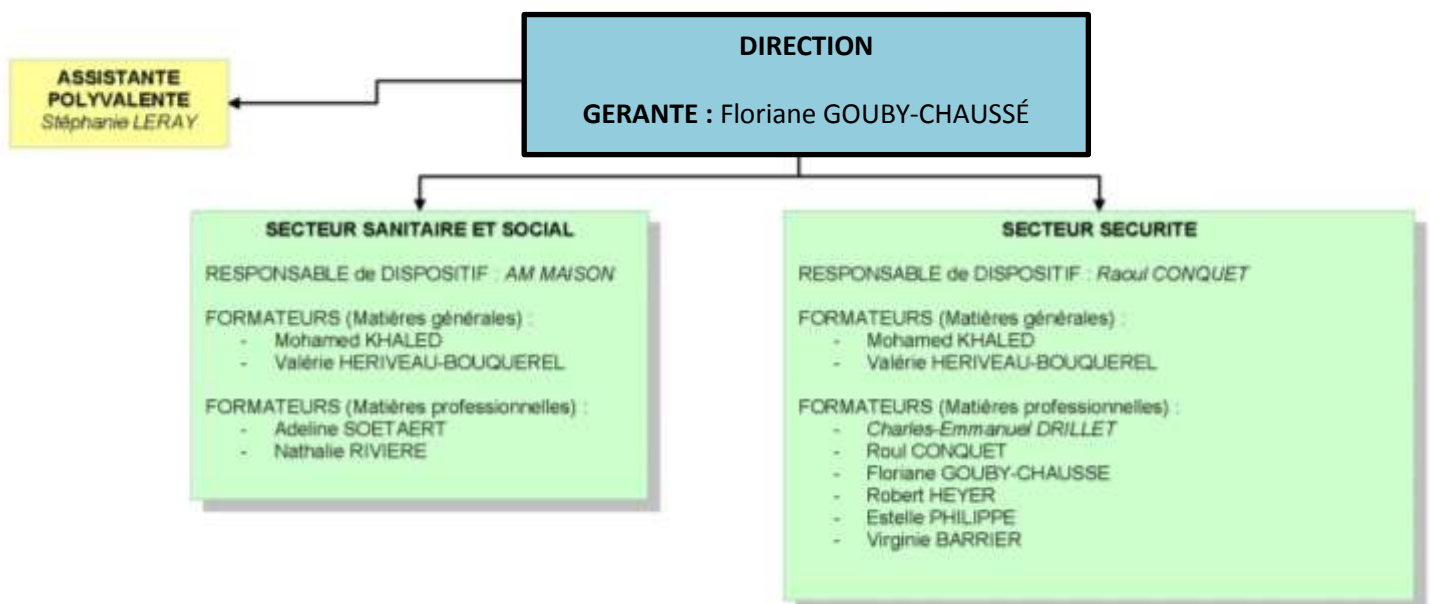 DIRECTION
GERANTE : Floriane GOUBY-CHAUSSÉ
ASSISTANTE
POLYVALENTE
Stéphanie LERAY
SECTEUR SANITAIRE ET SOCIAL
RESPONSABLE de DISPOSITIF : AM MAISON
FORMATEURS (Matières générales) :
- Mohamed KHALED
- Valérie HERIVEAU-BOUQUEREL
FORMATEURS (Matières professionnelles) :
- Adeline SOETAERT
- Nathalie RIVIERE
SECTEUR SECURITE
RESPONSABLE de DISPOSITIF : Raoul CONQUET
FORMATEURS (Matières générales) :
- Mohamed KHALED
- Valérie HERIVEAU-BOUQUEREL
FORMATEURS (Matières professionnelles) :
- Charles-Emmanuel DRILLET
- Roul CONQUET
- Floriane GOUBY-CHAUSSE
- Robert HEYER
- Estelle PHILIPPE
- Virginie BARRIER